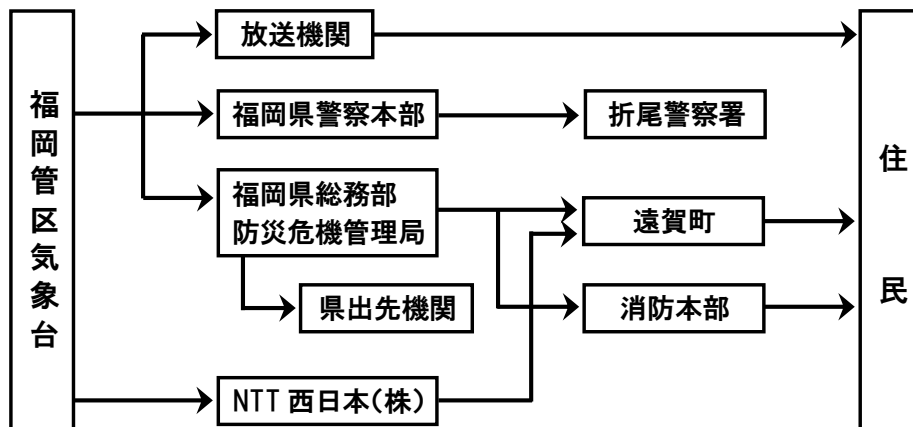 福岡管区気象台
放送機関
福岡県警察本部
折尾警察署
福岡県総務部
防災危機管理局
遠賀町
県出先機関
消防本部
NTT 西日本(株)
住民